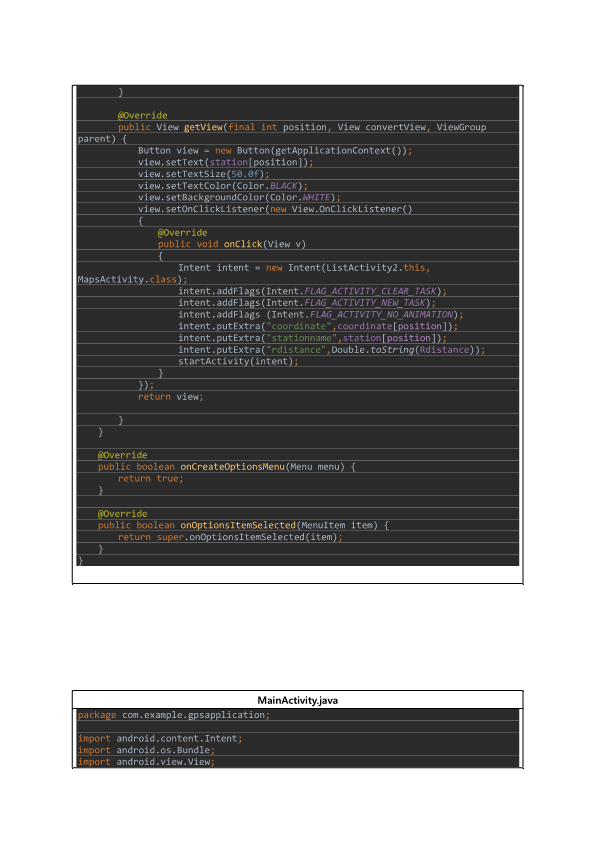 }
@Override
public View getView(final int position, View convertView, ViewGroup
parent) {
Button view = new Button(getApplicationContext());
view.setText(station[position]);
view.setTextSize(50.0f);
view.setTextColor(Color.BLACK);
view.setBackgroundColor(Color.WHITE);
view.setOnClickListener(new View.OnClickListener()
{
@Override
public void onClick(View v)
{
Intent intent = new Intent(ListActivity2.this,
MapsActivity.class);
intent.addFlags(Intent.FLAG_ACTIVITY_CLEAR_TASK);
intent.addFlags(Intent.FLAG_ACTIVITY_NEW_TASK);
intent.addFlags (Intent.FLAG_ACTIVITY_NO_ANIMATION);
intent.putExtra("coordinate",coordinate[position]);
intent.putExtra("stationname",station[position]);
intent.putExtra("rdistance",Double.toString(Rdistance));
startActivity(intent);
}
});
return view;
}
}
@Override
public boolean onCreateOptionsMenu(Menu menu) {
return true;
}
@Override
public boolean onOptionsItemSelected(MenuItem item) {
return super.onOptionsItemSelected(item);
}
}
MainActivity.java
package com.example.gpsapplication;
import android.content.Intent;
import android.os.Bundle;
import android.view.View;